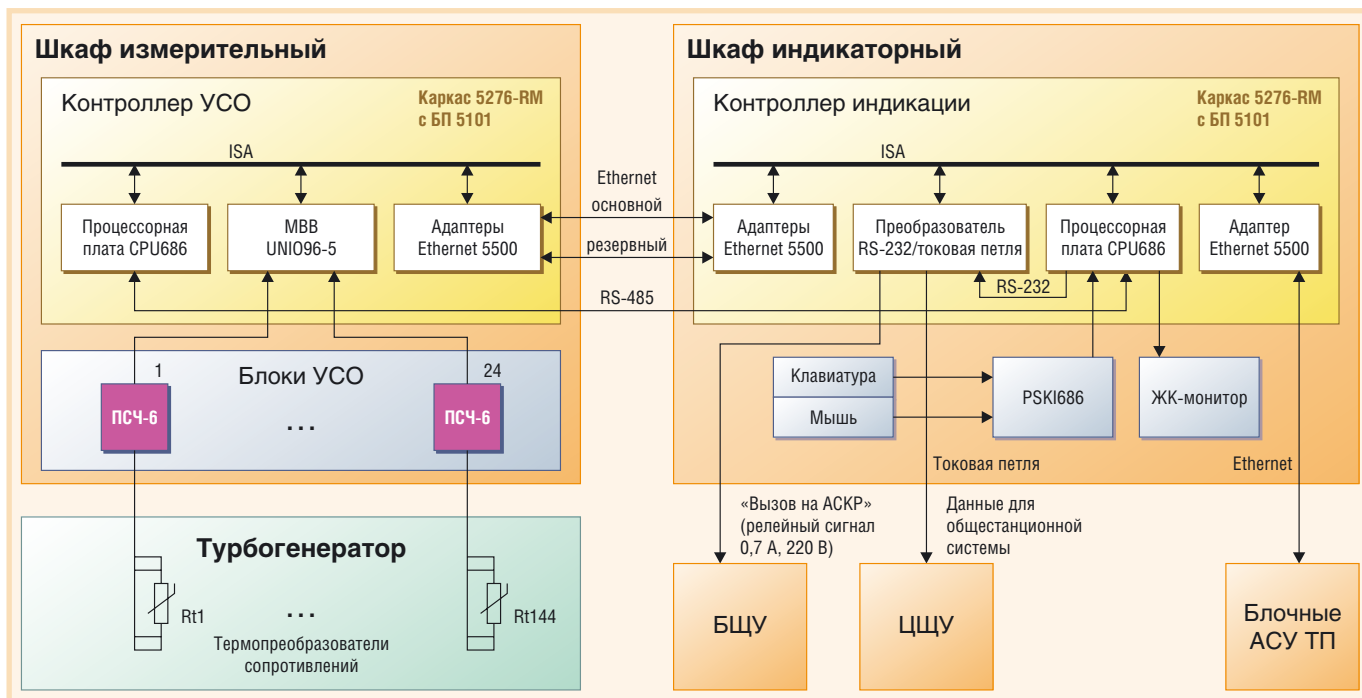 Шкаф измерительный
Контроллер УСО
Каркас 5276-RM
с БП 5101
ISA
Процессорная
плата CPU686
МВВ
UNIO96-5
Адаптеры
Ethernet 5500
Блоки УСО
1
24
ПСЧ-6
...
ПСЧ-6
Турбогенератор
Rt1
...
Rt144
Термопреобразователи
сопротивлений
Ethernet
основной
резервный
RS-485
Шкаф индикаторный
Контроллер индикации
Каркас 5276-RM
с БП 5101
ISA
Адаптеры
Ethernet 5500
Преобразователь
RS-232/токовая петля
Процессорная
плата CPU686
Адаптер
Ethernet 5500
RS-232
Клавиатура
Мышь
PSKI686
ЖК-монитор
Токовая петля
Ethernet
«Вызов на АСКР»
(релейный сигнал
0,7 А, 220 В)
Данные для
общестанционной
системы
БЩУ
ЦЩУ
Блочные
АСУ ТП